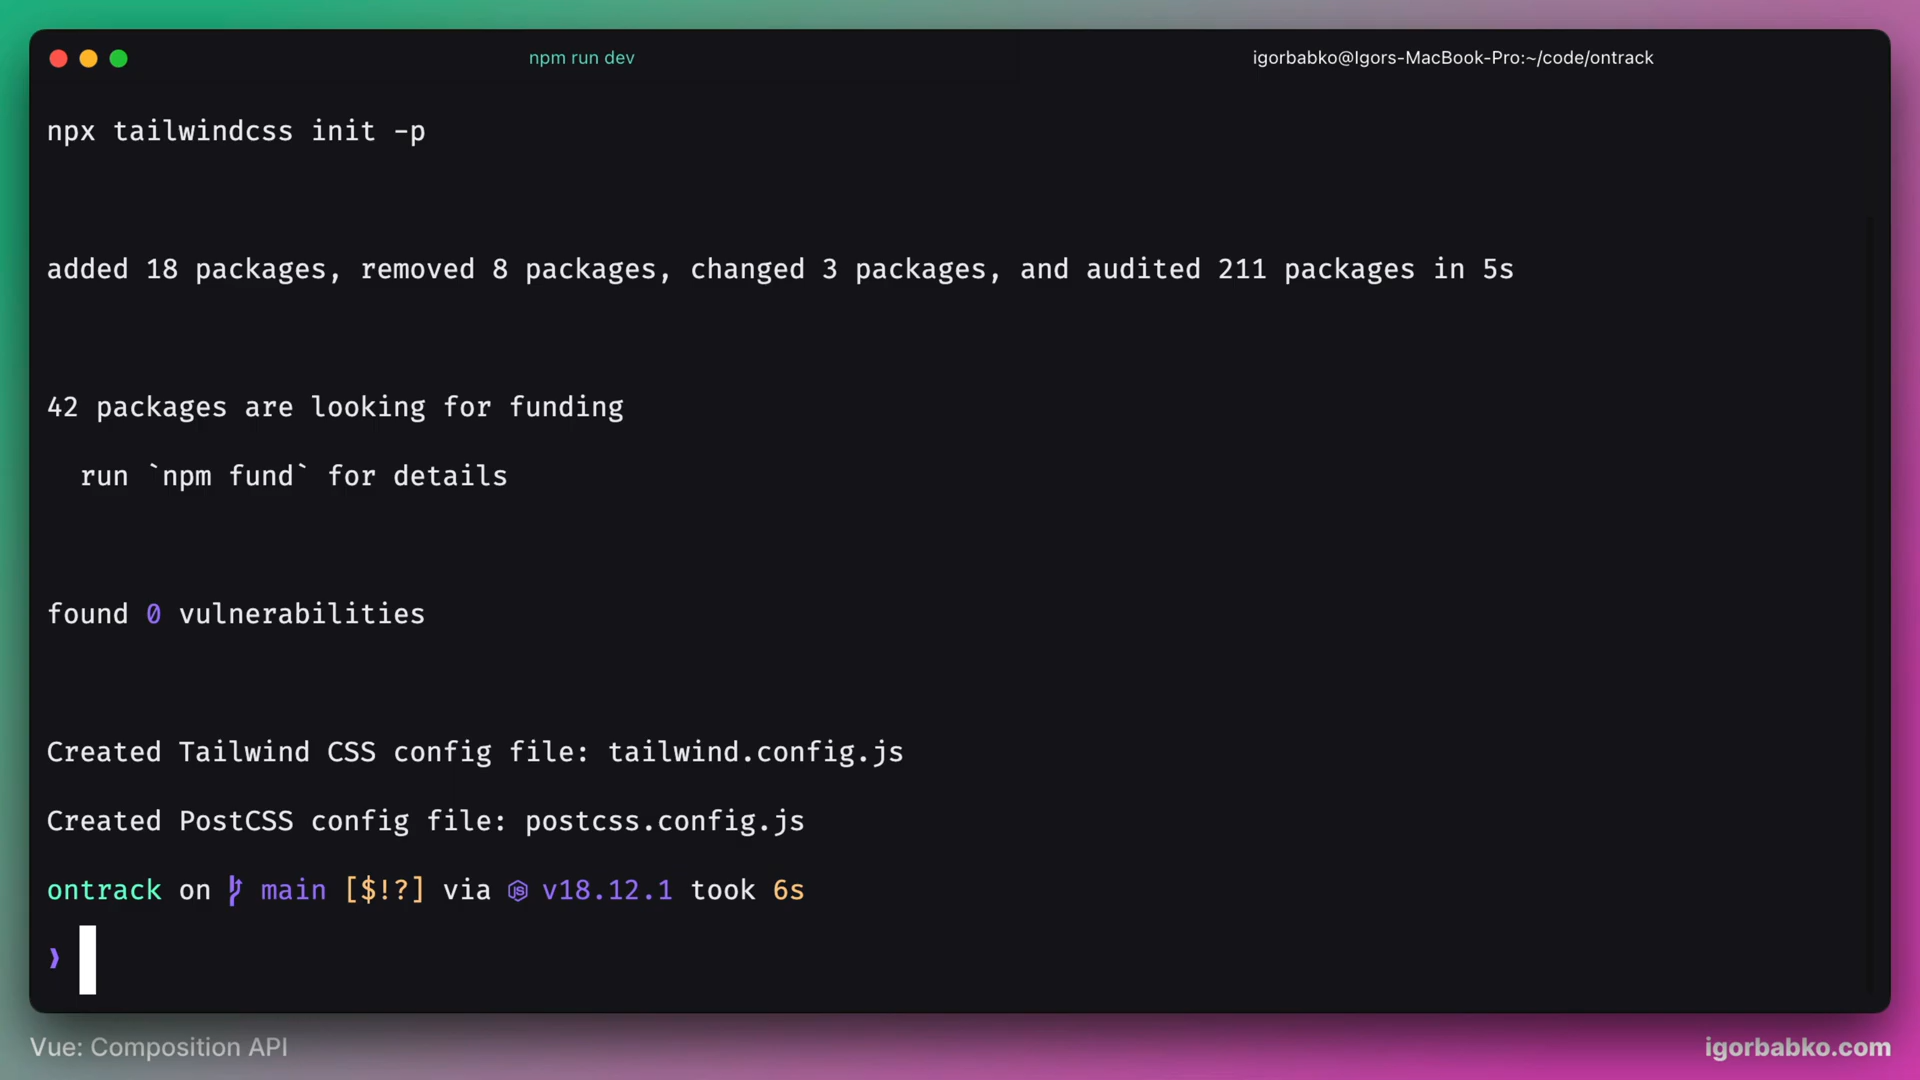 npm run dev
igorbabko@Igors-MacBook-Pro:~/code/ontrack
npx tailwindcss init -p
added 18 packages, removed 8 packages, changed 3 packages, and audited 211 packages in 5s
42 packages are looking for funding
run `npm fund` for details
found 0 vulnerabilities
Created Tailwind CSS config file: tailwind.config.js
Created PostCSS config file: postcss.config.js
ontrack on main [$!?] via v18.12.1 took 6s
❯
Vue: Composition API
igorbabko.com